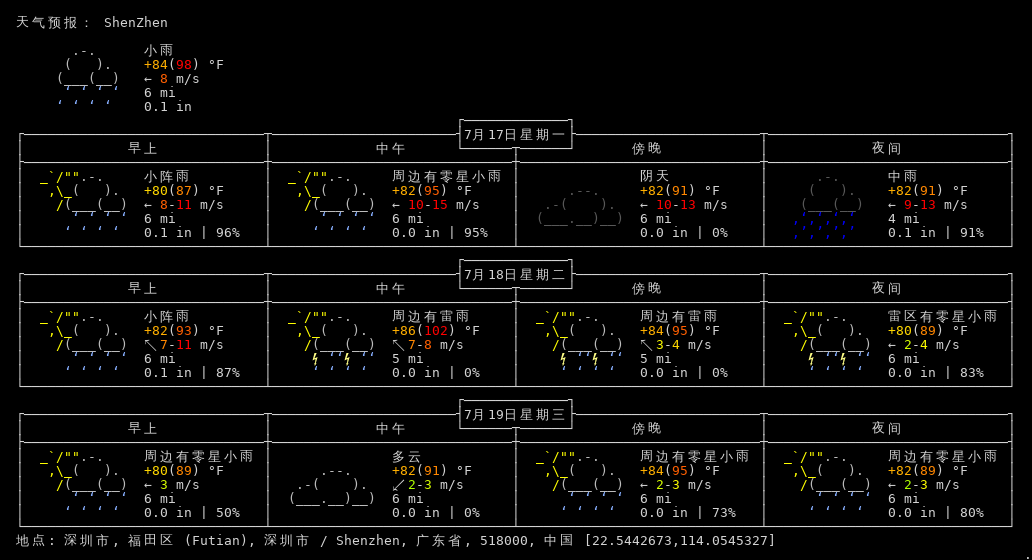 天气预报： ShenZhen
小雨
+84(98) °F
← 8 m/s
6 mi
0.1 in
7月17日星期一
早上 中午 傍晚 夜间
小阵雨 周边有零星小雨 阴天 中雨
+80(87) °F +82(95) °F +82(91) °F +82(91) °F
← 8-11 m/s ← 10-15 m/s ← 10-13 m/s ← 9-13 m/s
6 mi 6 mi 6 mi 4 mi
0.1 in | 96% 0.0 in | 95% 0.0 in | 0% 0.1 in | 91%
7月18日星期二
早上 中午 傍晚 夜间
小阵雨 周边有雷雨 周边有雷雨 雷区有零星小雨
+82(93) °F +86(102) °F +84(95) °F +80(89) °F
↖ 7-11 m/s ↖ 7-8 m/s ↖ 3-4 m/s ← 2-4 m/s
6 mi 5 mi 5 mi 6 mi
0.1 in | 87% 0.0 in | 0% 0.0 in | 0% 0.0 in | 83%
7月19日星期三
早上 中午 傍晚 夜间
周边有零星小雨 多云 周边有零星小雨 周边有零星小雨
+80(89) °F +82(91) °F +84(95) °F +82(89) °F
← 3 m/s ↙ 2-3 m/s ← 2-3 m/s ← 2-3 m/s
6 mi 6 mi 6 mi 6 mi
0.0 in | 50% 0.0 in | 0% 0.0 in | 73% 0.0 in | 80%
地点: 深圳市, 福田区 (Futian), 深圳市 / Shenzhen, 广东省, 518000, 中国 [22.5442673,114.0545327]